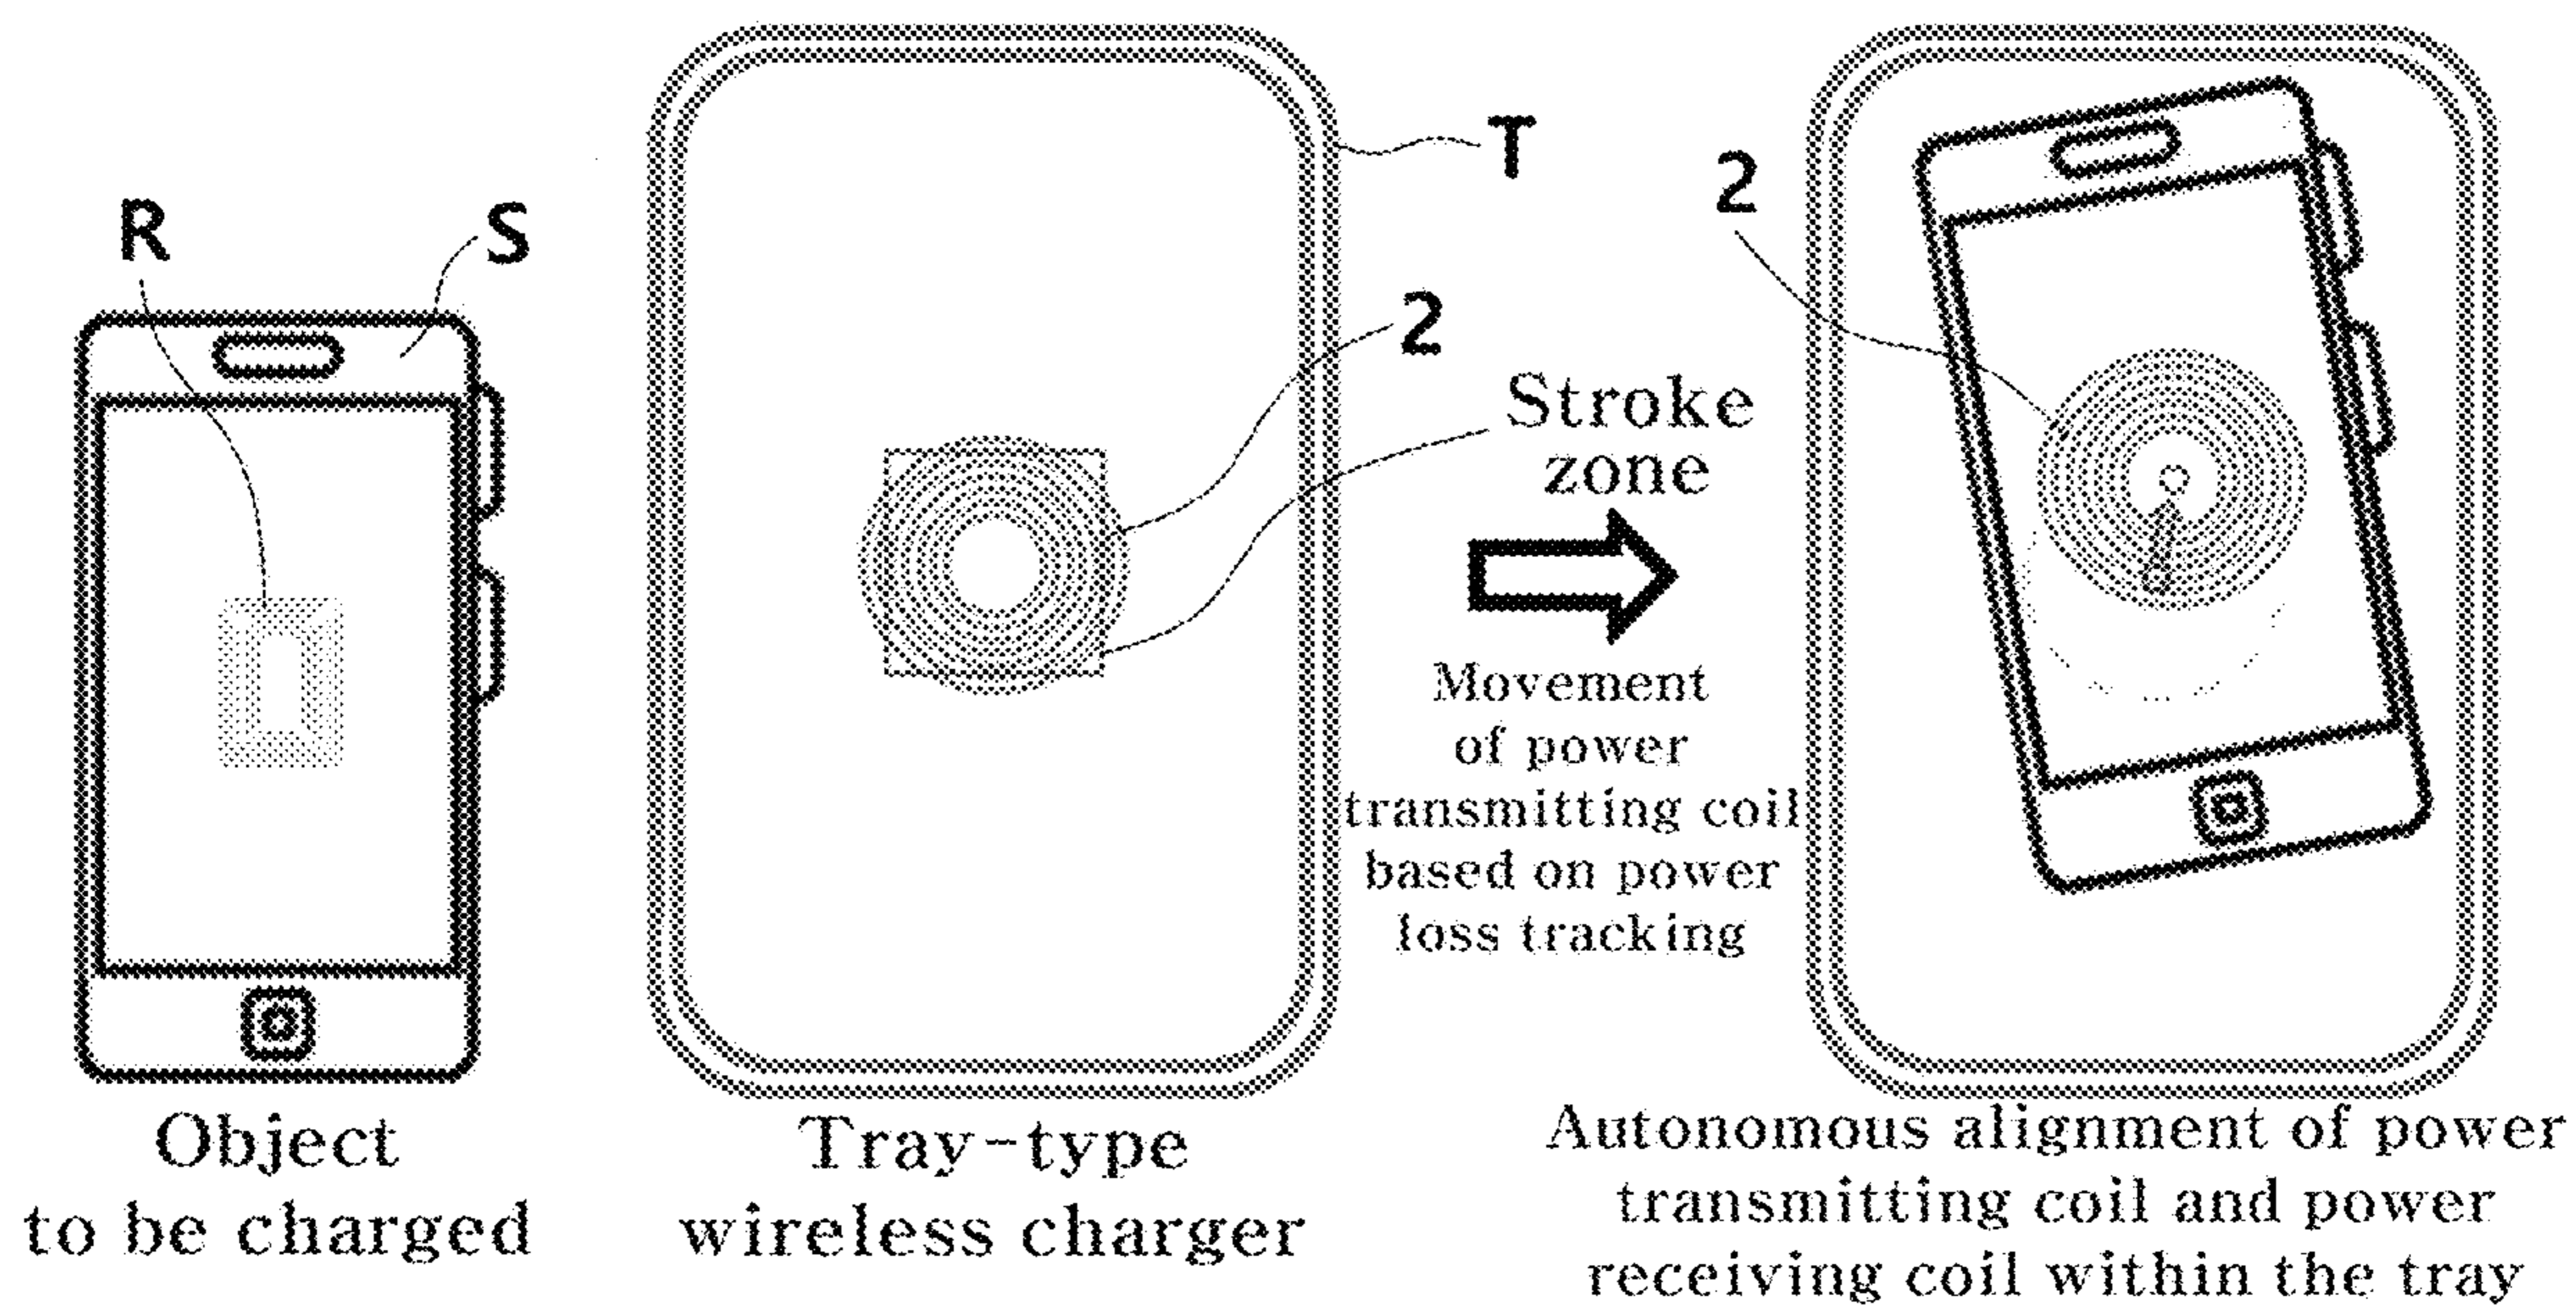 R
S
Object
to be charged
T
2
Stroke
zone
Tray-type
wireless charger
Movement
of power
transmitting coil
based on power
loss tracking
2
Autonomous alignment of power
transmitting coil and power
receiving coil within the tray